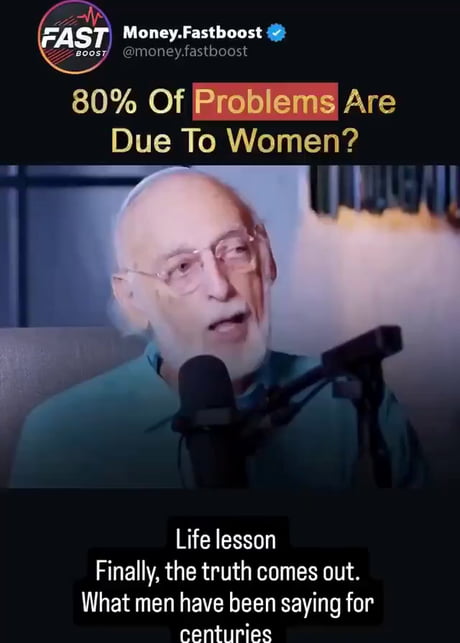 FAST
BOOST
Money.Fastboost
@money.fastboost
80% Of Problems Are
Due To Women?
Life lesson
Finally, the truth comes out.
What men have been saying for
centuries